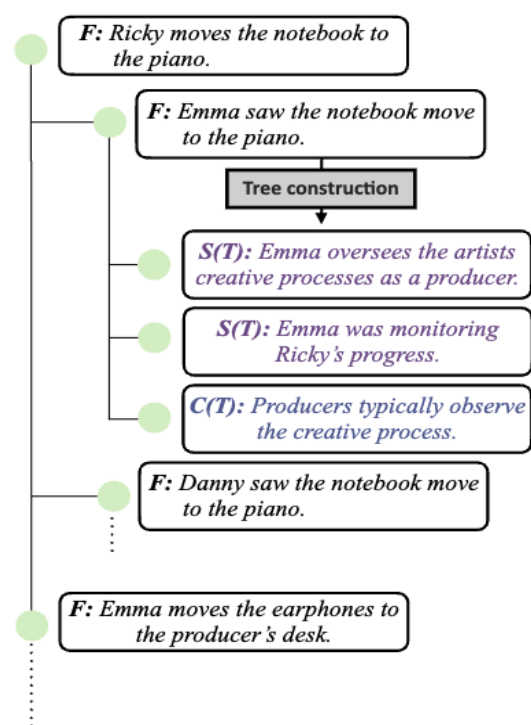 F: Ricky moves the notebook to
the piano.
F: Emma saw the notebook move
to the piano.
Tree construction
S(T): Emma oversees the artists
creative processes as a producer.
S(T): Emma was monitoring
Ricky's progress.
C(T): Producers typically observe
the creative process.
F: Danny saw the notebook move
to the piano.
F: Emma moves the earphones to
the producer's desk.